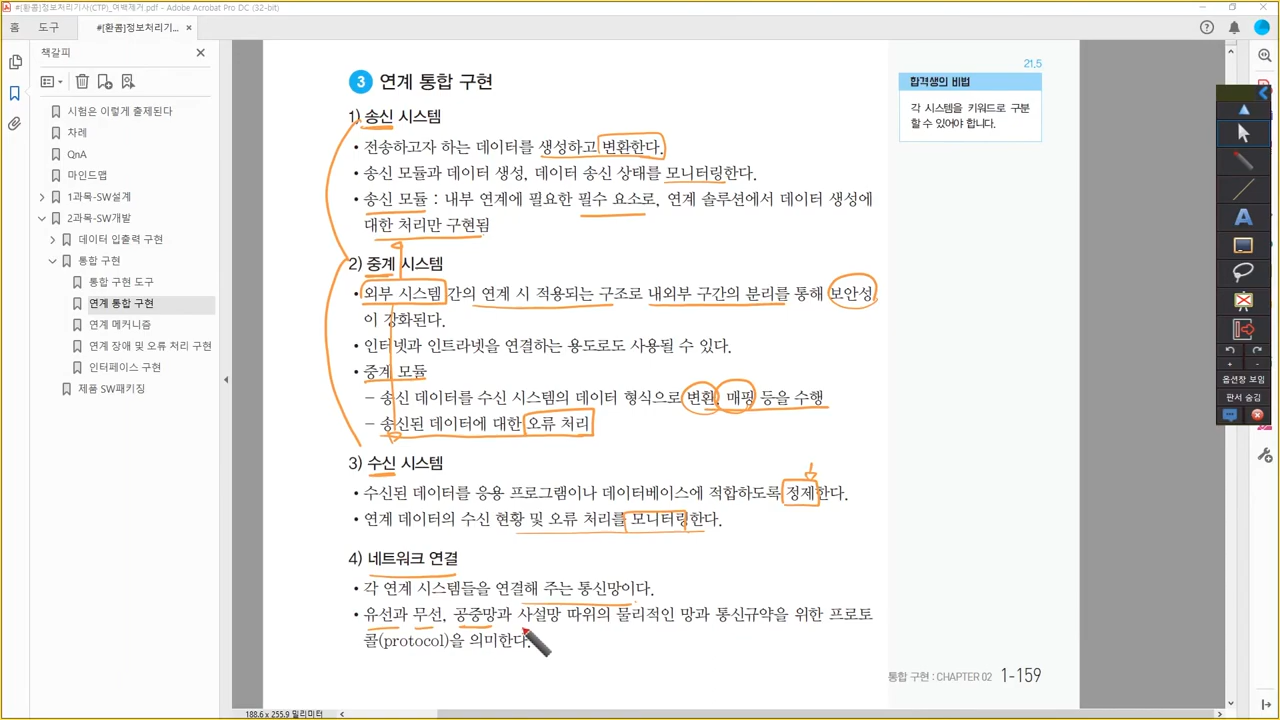 #[환콤]정보처리기사(CTP)_여백제거.pdf - Adobe Acrobat Pro DC (32-bit)
홈 도구 #[환콤]정보처리기... ×
책갈피
시험은 이렇게 출제된다
차례
QnA
마인드맵
1과목-SW설계
2과목-SW개발
데이터 입출력 구현
통합 구현
통합 구현 도구
연계 통합 구현
연계 메커니즘
연계 장애 및 오류 처리 구현
인터페이스 구현
제품 SW패키징
3 연계 통합 구현
1) 송신 시스템
• 전송하고자 하는 데이터를 생성하고 변환한다.
• 송신 모듈과 데이터 생성, 데이터 송신 상태를 모니터링한다.
• 송신 모듈 : 내부 연계에 필요한 필수 요소로, 연계 솔루션에서 데이터 생성에
대한 처리만 구현됨
2) 중계 시스템
• 외부 시스템 간의 연계 시 적용되는 구조로 내외부 구간의 분리를 통해 보안성
이 강화된다.
• 인터넷과 인트라넷을 연결하는 용도로도 사용될 수 있다.
• 중계 모듈
– 송신 데이터를 수신 시스템의 데이터 형식으로 변환, 매핑 등을 수행
– 송신된 데이터에 대한 오류 처리
3) 수신 시스템
• 수신된 데이터를 응용 프로그램이나 데이터베이스에 적합하도록 정제한다.
• 연계 데이터의 수신 현황 및 오류 처리를 모니터링한다.
4) 네트워크 연결
• 각 연계 시스템들을 연결해 주는 통신망이다.
• 유선과 무선, 공중망과 사설망 따위의 물리적인 망과 통신규약을 위한 프로토
콜(protocol)을 의미한다.
21.5
합격생의 비법
각 시스템을 키워드로 구분
할 수 있어야 합니다.
통합 구현 : CHAPTER 02 1-159
A
+ -
옵션창 보임
판서 숨김
188.6 x 255.9 밀리미터